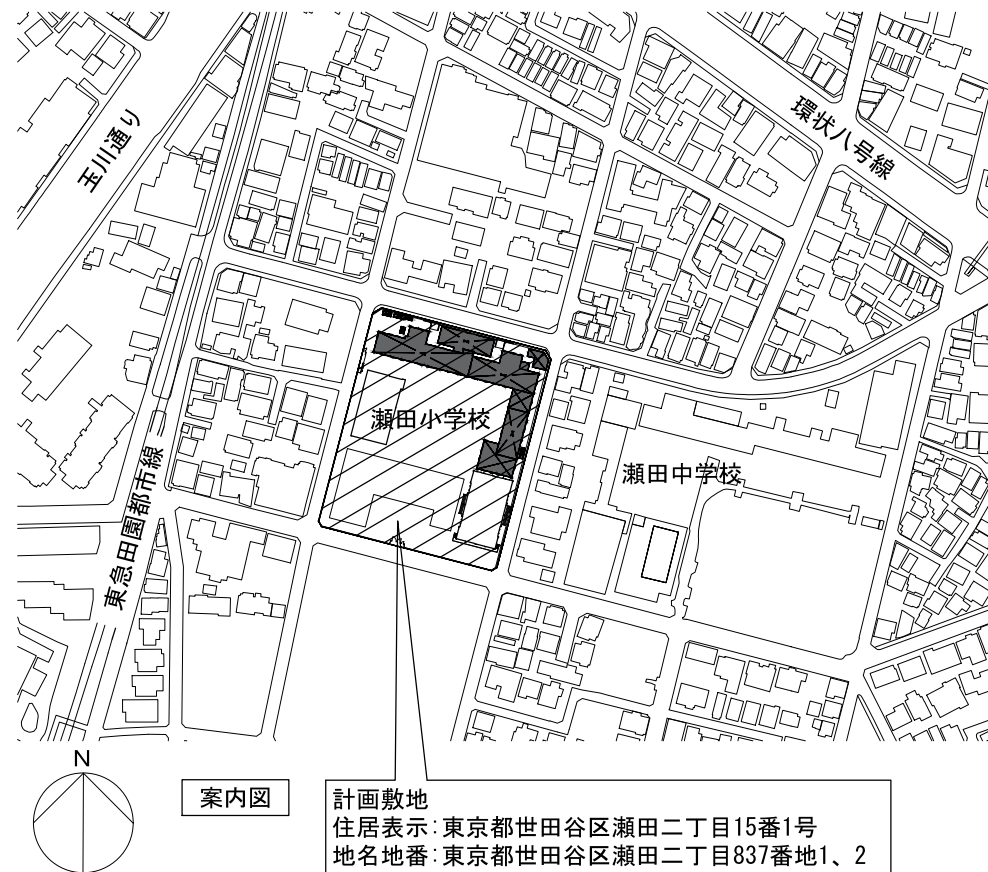 玉川通り
環状八号線
瀬田小学校
瀬田中学校
東急田園都市線
N
案内図
計画敷地
住居表示：東京都世田谷区瀬田二丁目15番1号
地名地番：東京都世田谷区瀬田二丁目837番地1、2